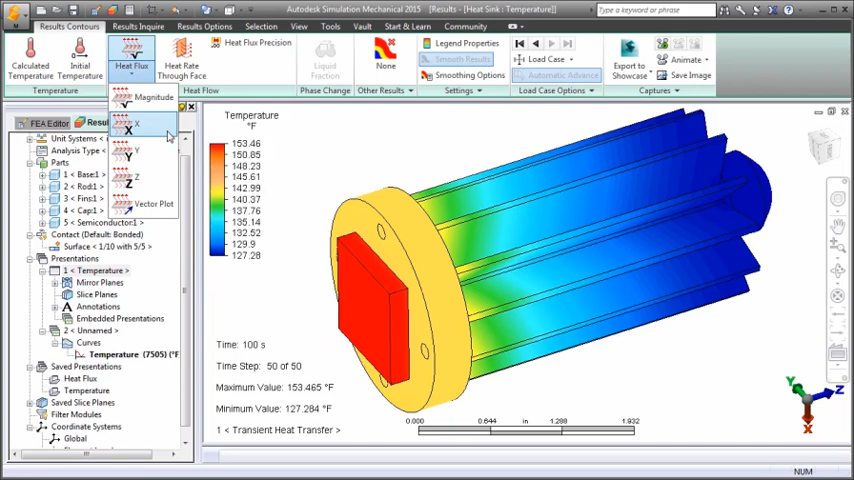 Autodesk Simulation Mechanical 2015 - [Results - [Heat Sink : Temperature]]
Type a keyword or phrase
Results Contours Results Inquire Results Options Selection View Tools Vault Start & Learn Community
Calculated Temperature
Initial Temperature
Temperature
Heat Flux
Heat Rate Through Face
Heat Flux Precision
Heat Flow
Liquid Fraction
Phase Change
None
Other Results
Legend Properties
Smooth Results
Smoothing Options
Settings
Load Case
Automatic Advance
Load Case Options
Export to Showcase
Animate
Save Image
Captures
Magnitude
X
Y
Z
Vector Plot
FEA Editor
Unit Systems <
Analysis Type <
Parts
1 < Base:1 >
2 < Rod:1 >
3 < Fins:1 >
4 < Cap:1 >
5 < Semiconductor:1 >
Contact (Default: Bonded)
Surface < 1/10 with 5/5 >
Presentations
1 < Temperature >
Mirror Planes
Slice Planes
Annotations
Embedded Presentations
2 < Unnamed >
Curves
Temperature (7505) (°F
Saved Presentations
Heat Flux
Temperature
Saved Slice Planes
Filter Modules
Coordinate Systems
Global
Temperature
°F
153.46
150.85
148.23
145.61
142.99
140.37
137.76
135.14
132.52
129.9
127.28
Time: 100 s
Time Step: 50 of 50
Maximum Value: 153.465 °F
Minimum Value: 127.284 °F
1 < Transient Heat Transfer >
0.000 0.644 in 1.288 1.932
Y
Z
X
NUM